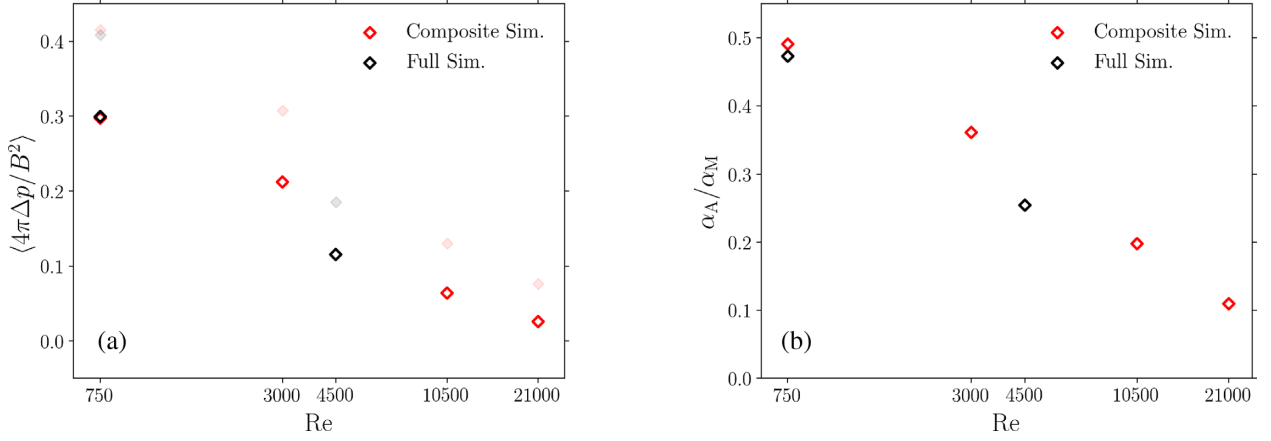 Composite Sim.
Full Sim.
⟨4πΔp/B²⟩
0.4
0.3
0.2
0.1
0.0
(a)
750 3000 4500 10500 21000
Re
Composite Sim.
Full Sim.
α_A/α_M
0.5
0.4
0.3
0.2
0.1
0.0
(b)
750 3000 4500 10500 21000
Re